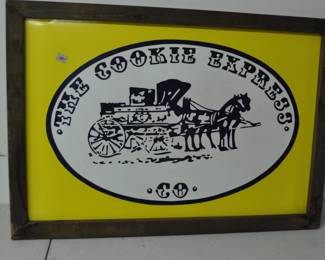 ·THE COOKIE EXPRESS·
·CO·